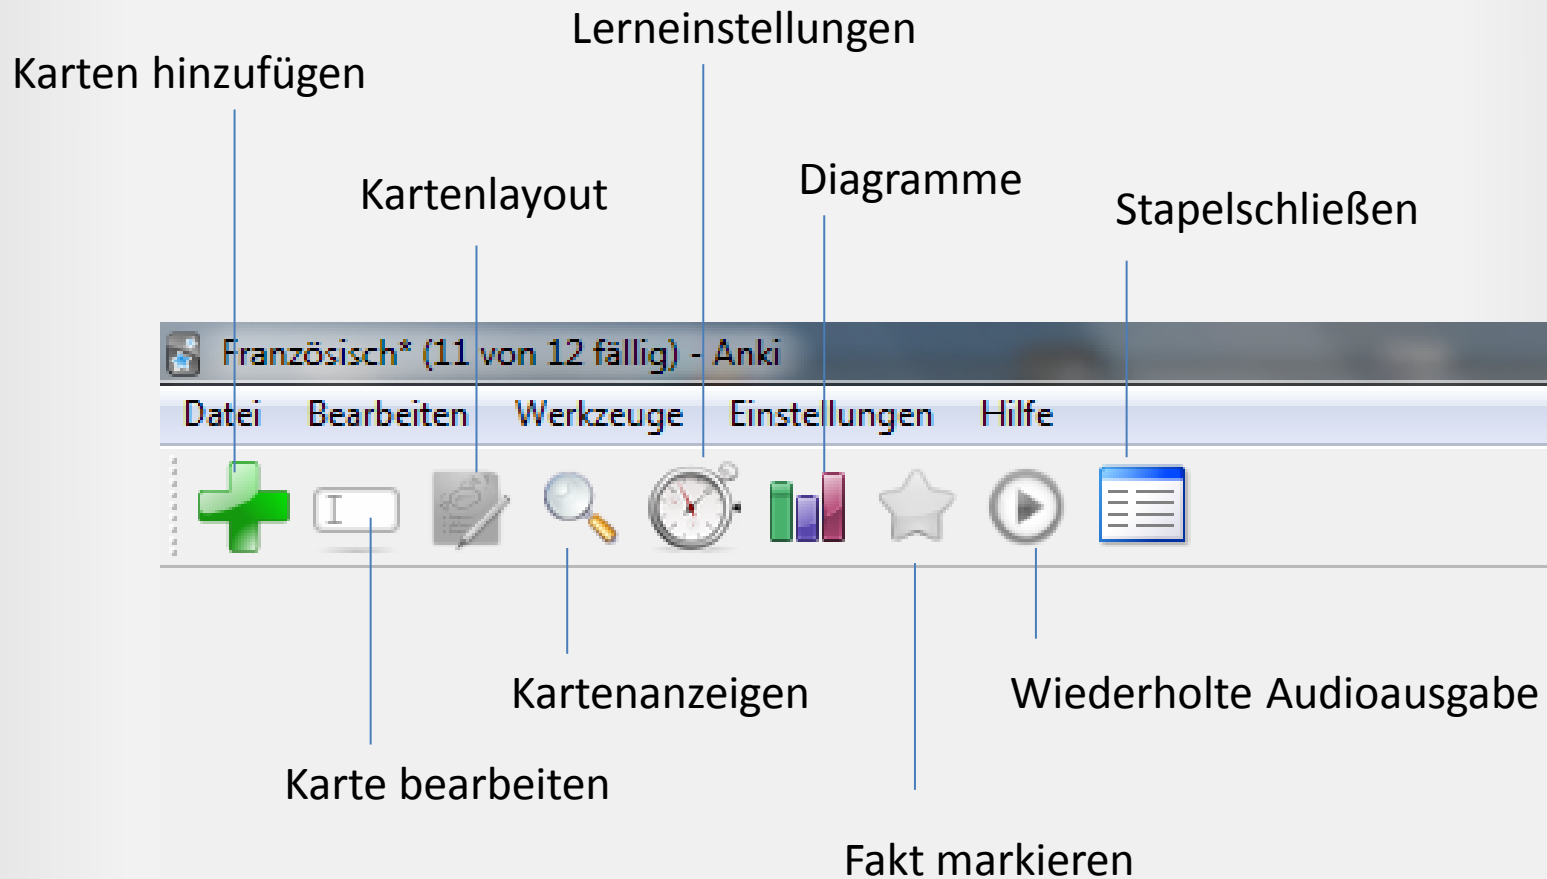 Lerneinstellungen
Karten hinzufügen
Kartenlayout
Diagramme
Stapelschließen
Französisch* (11 von 12 fällig) - Anki
Datei Bearbeiten Werkzeuge Einstellungen Hilfe
Kartenanzeigen
Wiederholte Audioausgabe
Karte bearbeiten
Fakt markieren